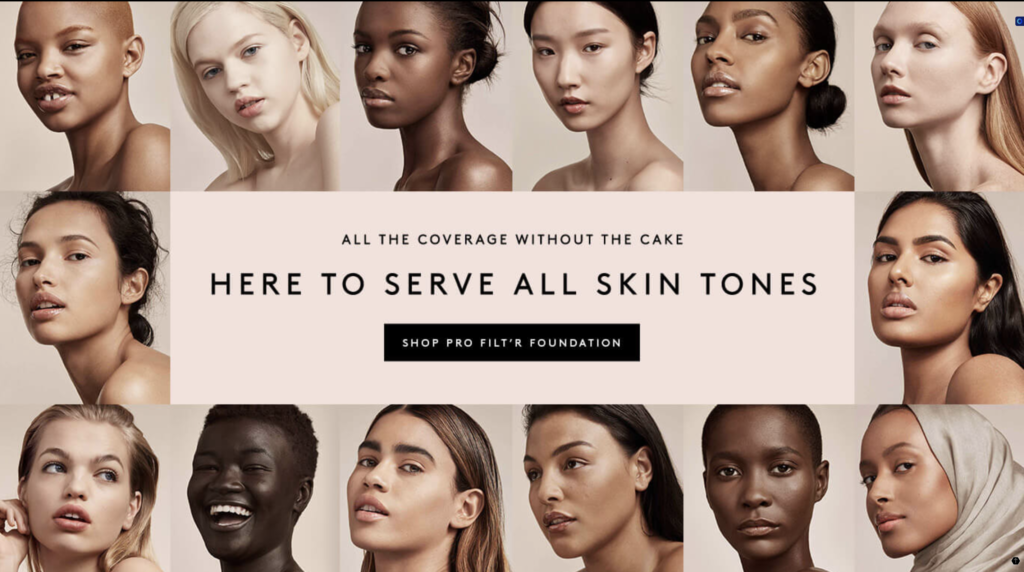 ALL THE COVERAGE WITHOUT THE CAKE
HERE TO SERVE ALL SKIN TONES
SHOP PRO FILT'R FOUNDATION